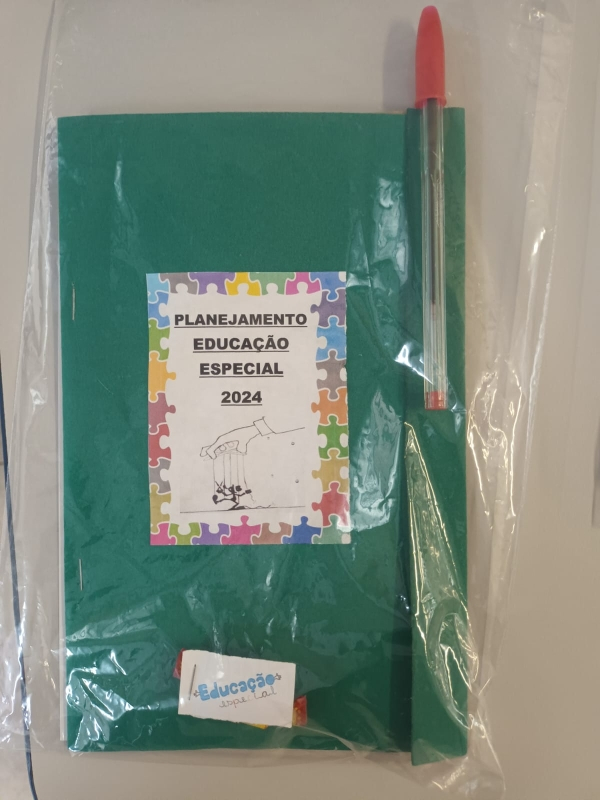 PLANEJAMENTO
EDUCAÇÃO
ESPECIAL
2024
Educação
especial